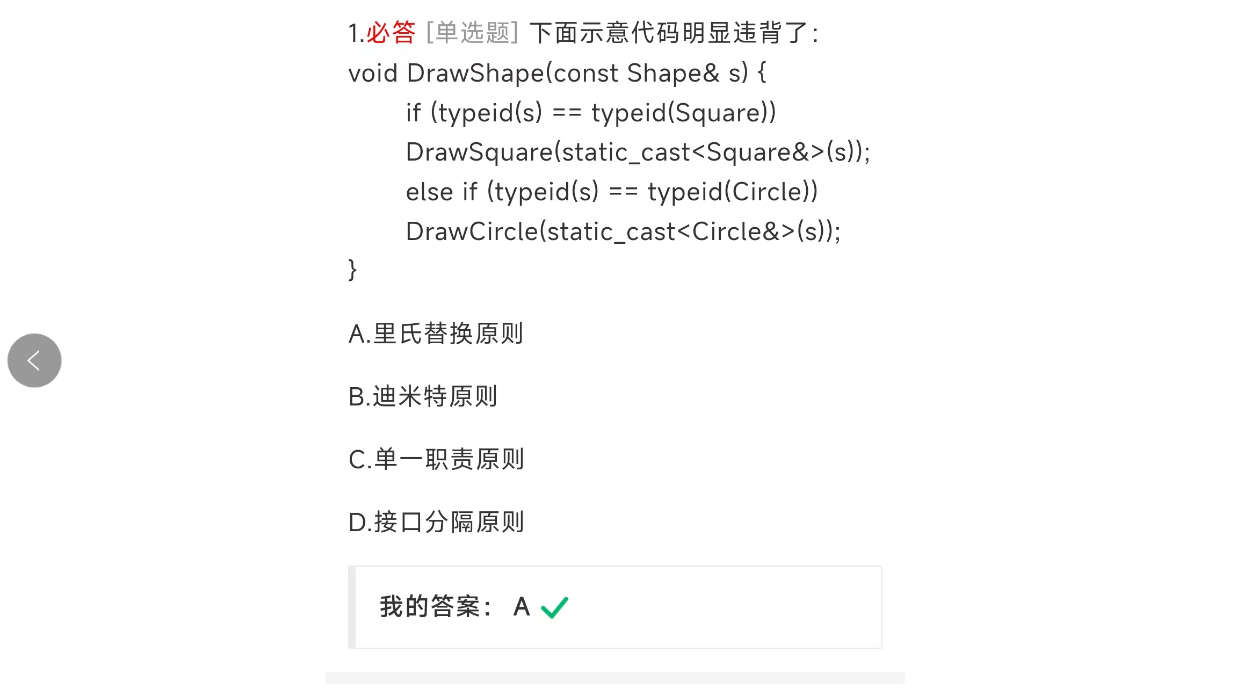 1.必答 [单选题] 下面示意代码明显违背了：
void DrawShape(const Shape& s) {
if (typeid(s) == typeid(Square))
DrawSquare(static_cast<Square&>(s));
else if (typeid(s) == typeid(Circle))
DrawCircle(static_cast<Circle&>(s));
}
A.里氏替换原则
B.迪米特原则
C.单一职责原则
D.接口分隔原则
我的答案： A